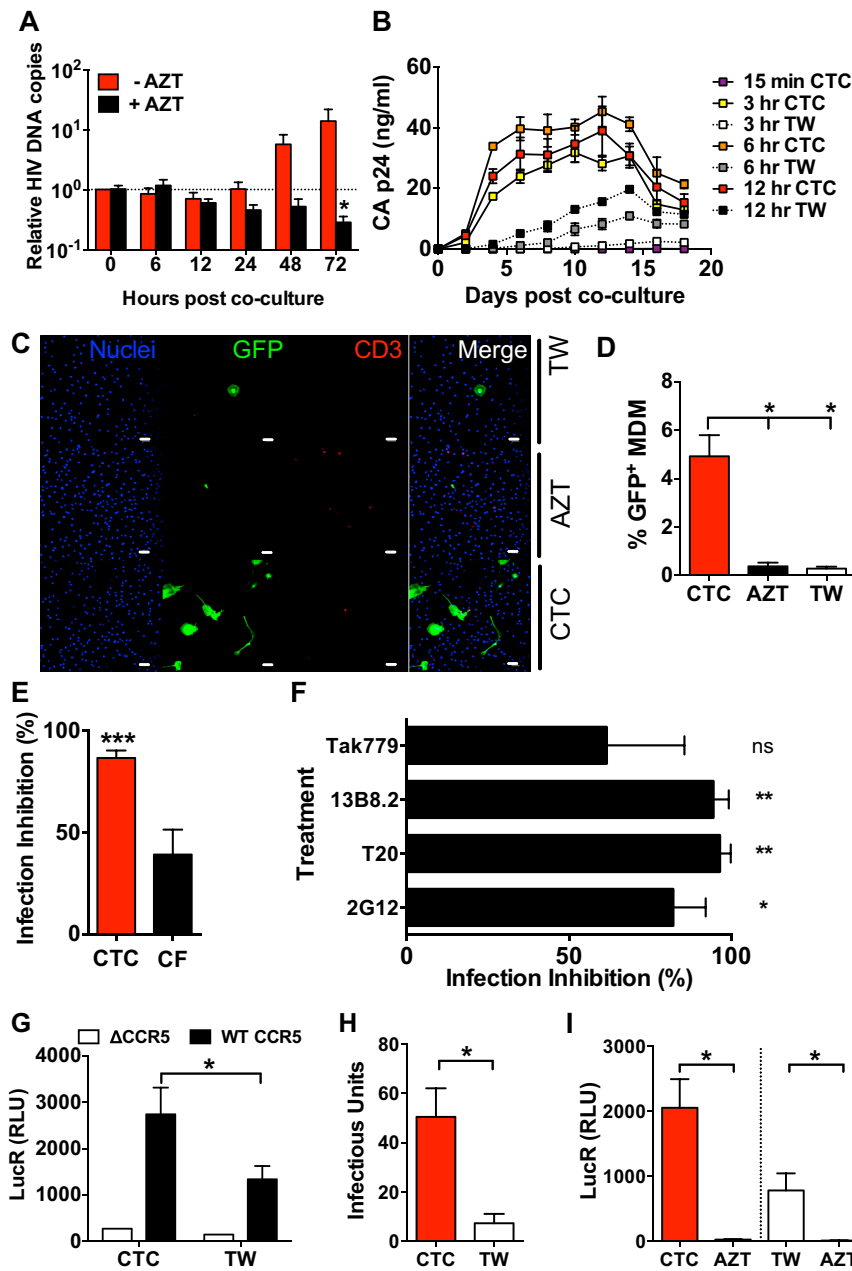 A
Relative HIV DNA copies
10²
10¹
10⁰
10⁻¹
- AZT
+ AZT
*
0 6 12 24 48 72
Hours post co-culture
B
CA p24 (ng/ml)
60
40
20
0
0 5 10 15 20
Days post co-culture
15 min CTC
3 hr CTC
3 hr TW
6 hr CTC
6 hr TW
12 hr CTC
12 hr TW
C
Nuclei GFP CD3 Merge
TW
AZT
CTC
D
% GFP⁺ MDM
8
6
4
2
0
* *
CTC AZT TW
E
Infection Inhibition (%)
100
50
0
***
CTC CF
F
Treatment
Tak779 ns
13B8.2 **
T20 **
2G12 *
0 50 100
Infection Inhibition (%)
G
ΔCCR5 WT CCR5
LucR (RLU)
4000
3000
2000
1000
0
*
CTC TW
H
Infectious Units
80
60
40
20
0
*
CTC TW
I
LucR (RLU)
3000
2000
1000
0
* *
CTC AZT TW AZT